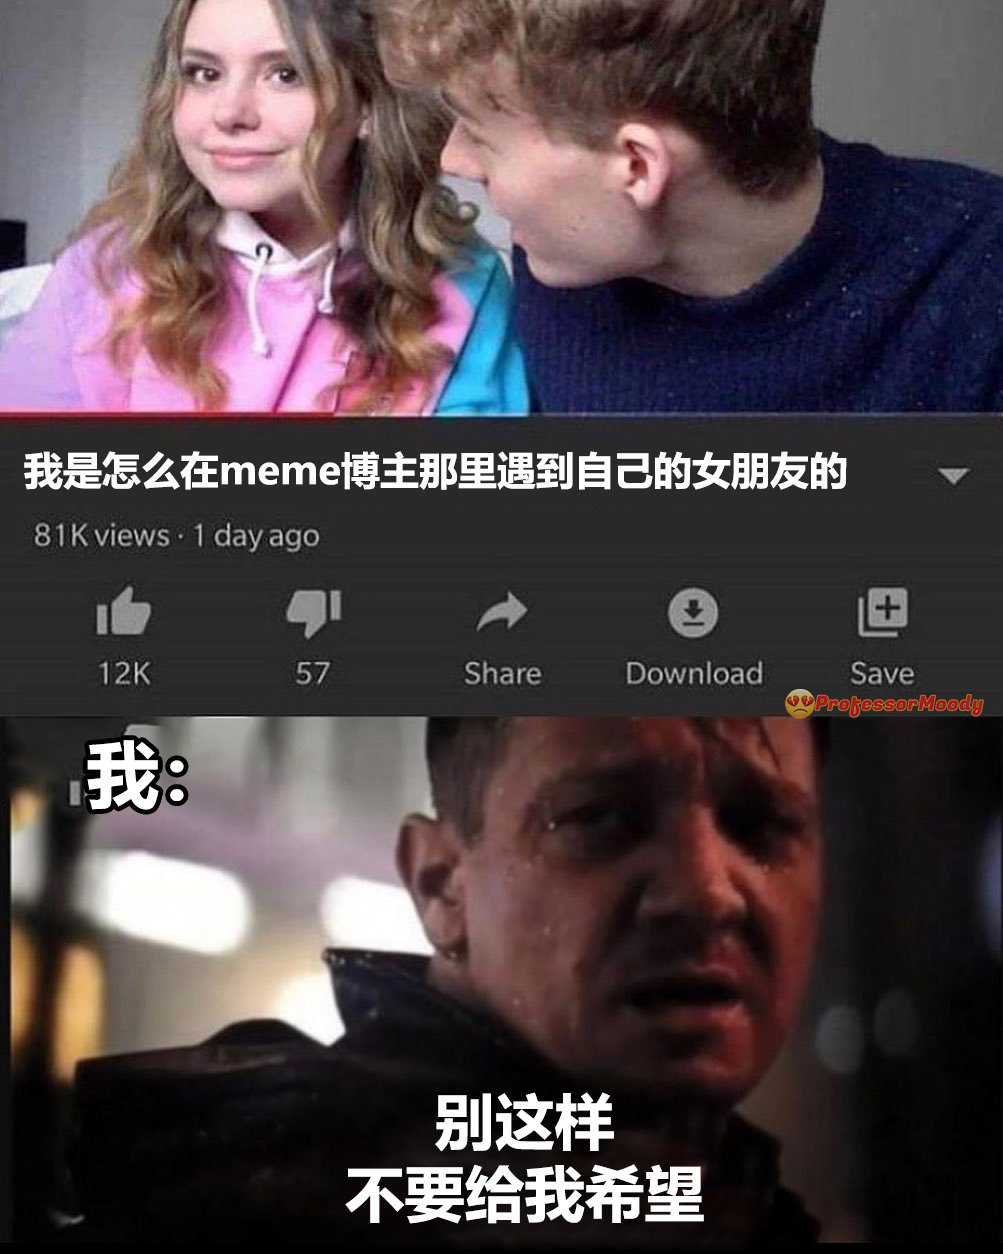 我是怎么在meme博主那里遇到自己的女朋友的
81K views · 1 day ago
12K
57
Share
Download
Save
ProfessorMoody
我:
别这样
不要给我希望